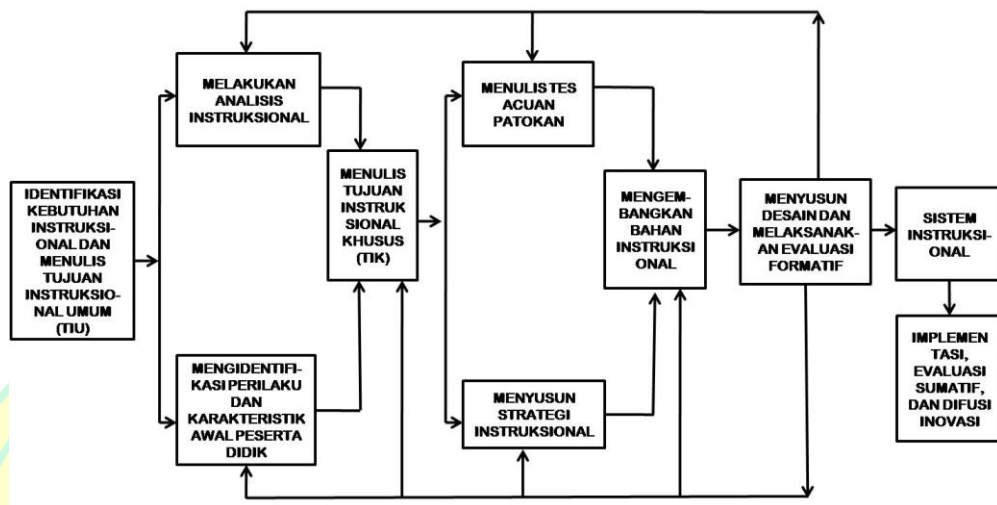 IDENTIFIKASI
KEBUTUHAN
INSTRUKSI-
ONAL DAN
MENULIS
TUJUAN
INSTRUKSIO-
NAL UMUM
(TIU)
MELAKUKAN
ANALISIS
INSTRUKSIONAL
MENGIDENTIFI-
KASI PERILAKU
DAN
KARAKTERISTIK
AWAL PESERTA
DIDIK
MENULIS
TUJUAN
INSTRUK
SIONAL
KHUSUS
(TIK)
MENULIS TES
ACUAN
PATOKAN
MENYUSUN
STRATEGI
INSTRUKSIONAL
MENGEM-
BANGKAN
BAHAN
INSTRUKSI
ONAL
MENYUSUN
DESAIN DAN
MELAKSANAK-
AN EVALUASI
FORMATIF
SISTEM
INSTRUKSI-
ONAL
IMPLEMEN
TASI,
EVALUASI
SUMATIF,
DAN DIFUSI
INOVASI